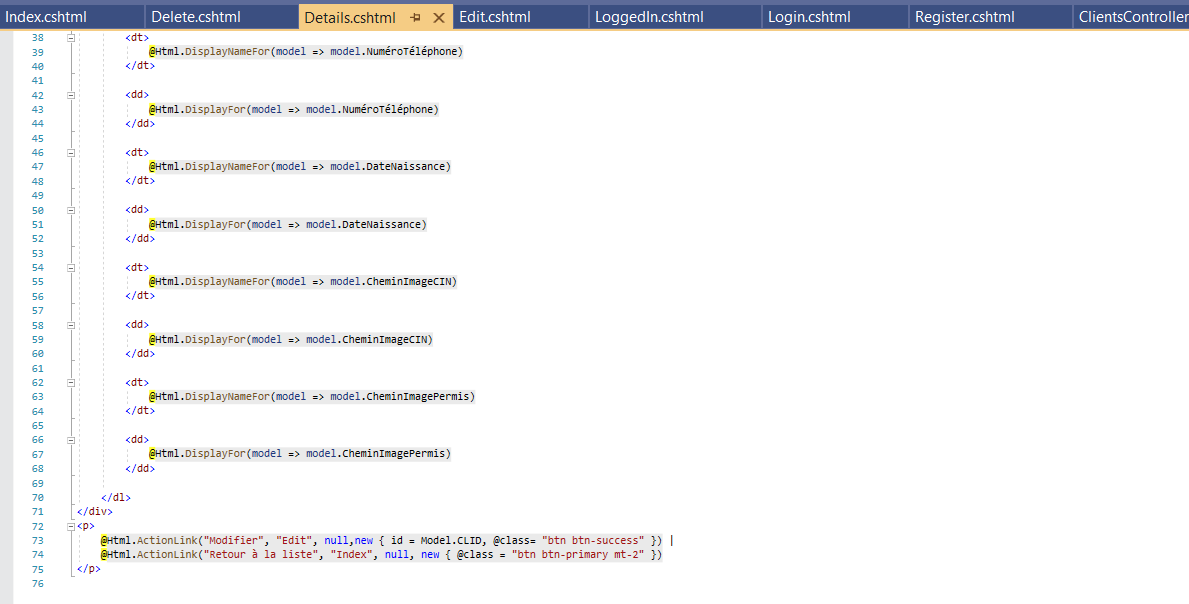 Index.cshtml Delete.cshtml Details.cshtml Edit.cshtml LoggedIn.cshtml Login.cshtml Register.cshtml ClientsController
38 <dt>
39 @Html.DisplayNameFor(model => model.NuméroTéléphone)
40 </dt>
41
42 <dd>
43 @Html.DisplayFor(model => model.NuméroTéléphone)
44 </dd>
45
46 <dt>
47 @Html.DisplayNameFor(model => model.DateNaissance)
48 </dt>
49
50 <dd>
51 @Html.DisplayFor(model => model.DateNaissance)
52 </dd>
53
54 <dt>
55 @Html.DisplayNameFor(model => model.CheminImageCIN)
56 </dt>
57
58 <dd>
59 @Html.DisplayFor(model => model.CheminImageCIN)
60 </dd>
61
62 <dt>
63 @Html.DisplayNameFor(model => model.CheminImagePermis)
64 </dt>
65
66 <dd>
67 @Html.DisplayFor(model => model.CheminImagePermis)
68 </dd>
69
70 </dl>
71 </div>
72 <p>
73 @Html.ActionLink("Modifier", "Edit", null,new { id = Model.CLID, @class= "btn btn-success" }) |
74 @Html.ActionLink("Retour à la liste", "Index", null, new { @class = "btn btn-primary mt-2" })
75 </p>
76